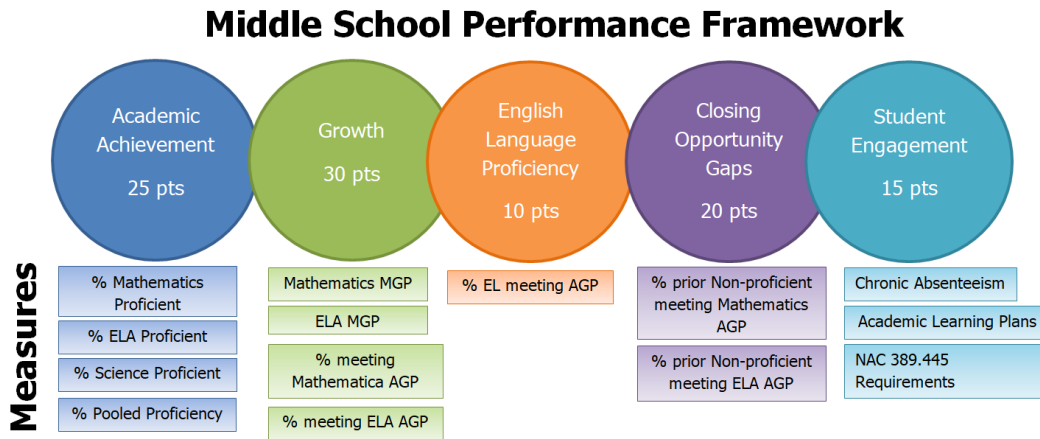 Middle School Performance Framework
Academic
Achievement
25 pts
Growth
30 pts
English
Language
Proficiency
10 pts
Closing
Opportunity
Gaps
20 pts
Student
Engagement
15 pts
Measures
% Mathematics
Proficient
% ELA Proficient
% Science Proficient
% Pooled Proficiency
Mathematics MGP
ELA MGP
% meeting
Mathematica AGP
% meeting ELA AGP
% EL meeting AGP
% prior Non-proficient
meeting Mathematics
AGP
% prior Non-proficient
meeting ELA AGP
Chronic Absenteeism
Academic Learning Plans
NAC 389.445
Requirements